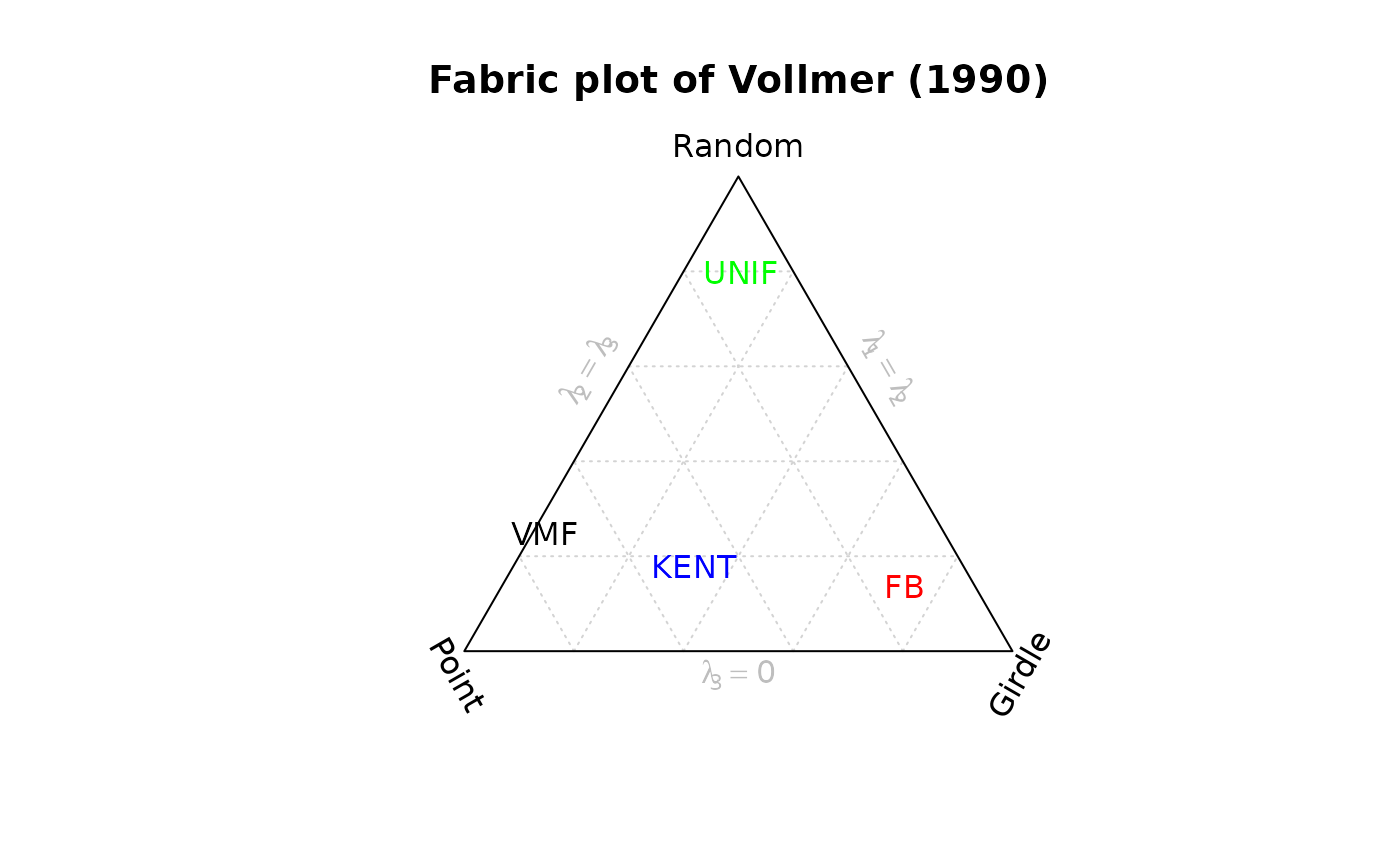 Fabric plot of Vollmer (1990)
Random
UNIF
λ2 = λ3
λ1 = λ2
VMF
KENT
FB
Point
λ3 = 0
Girdle